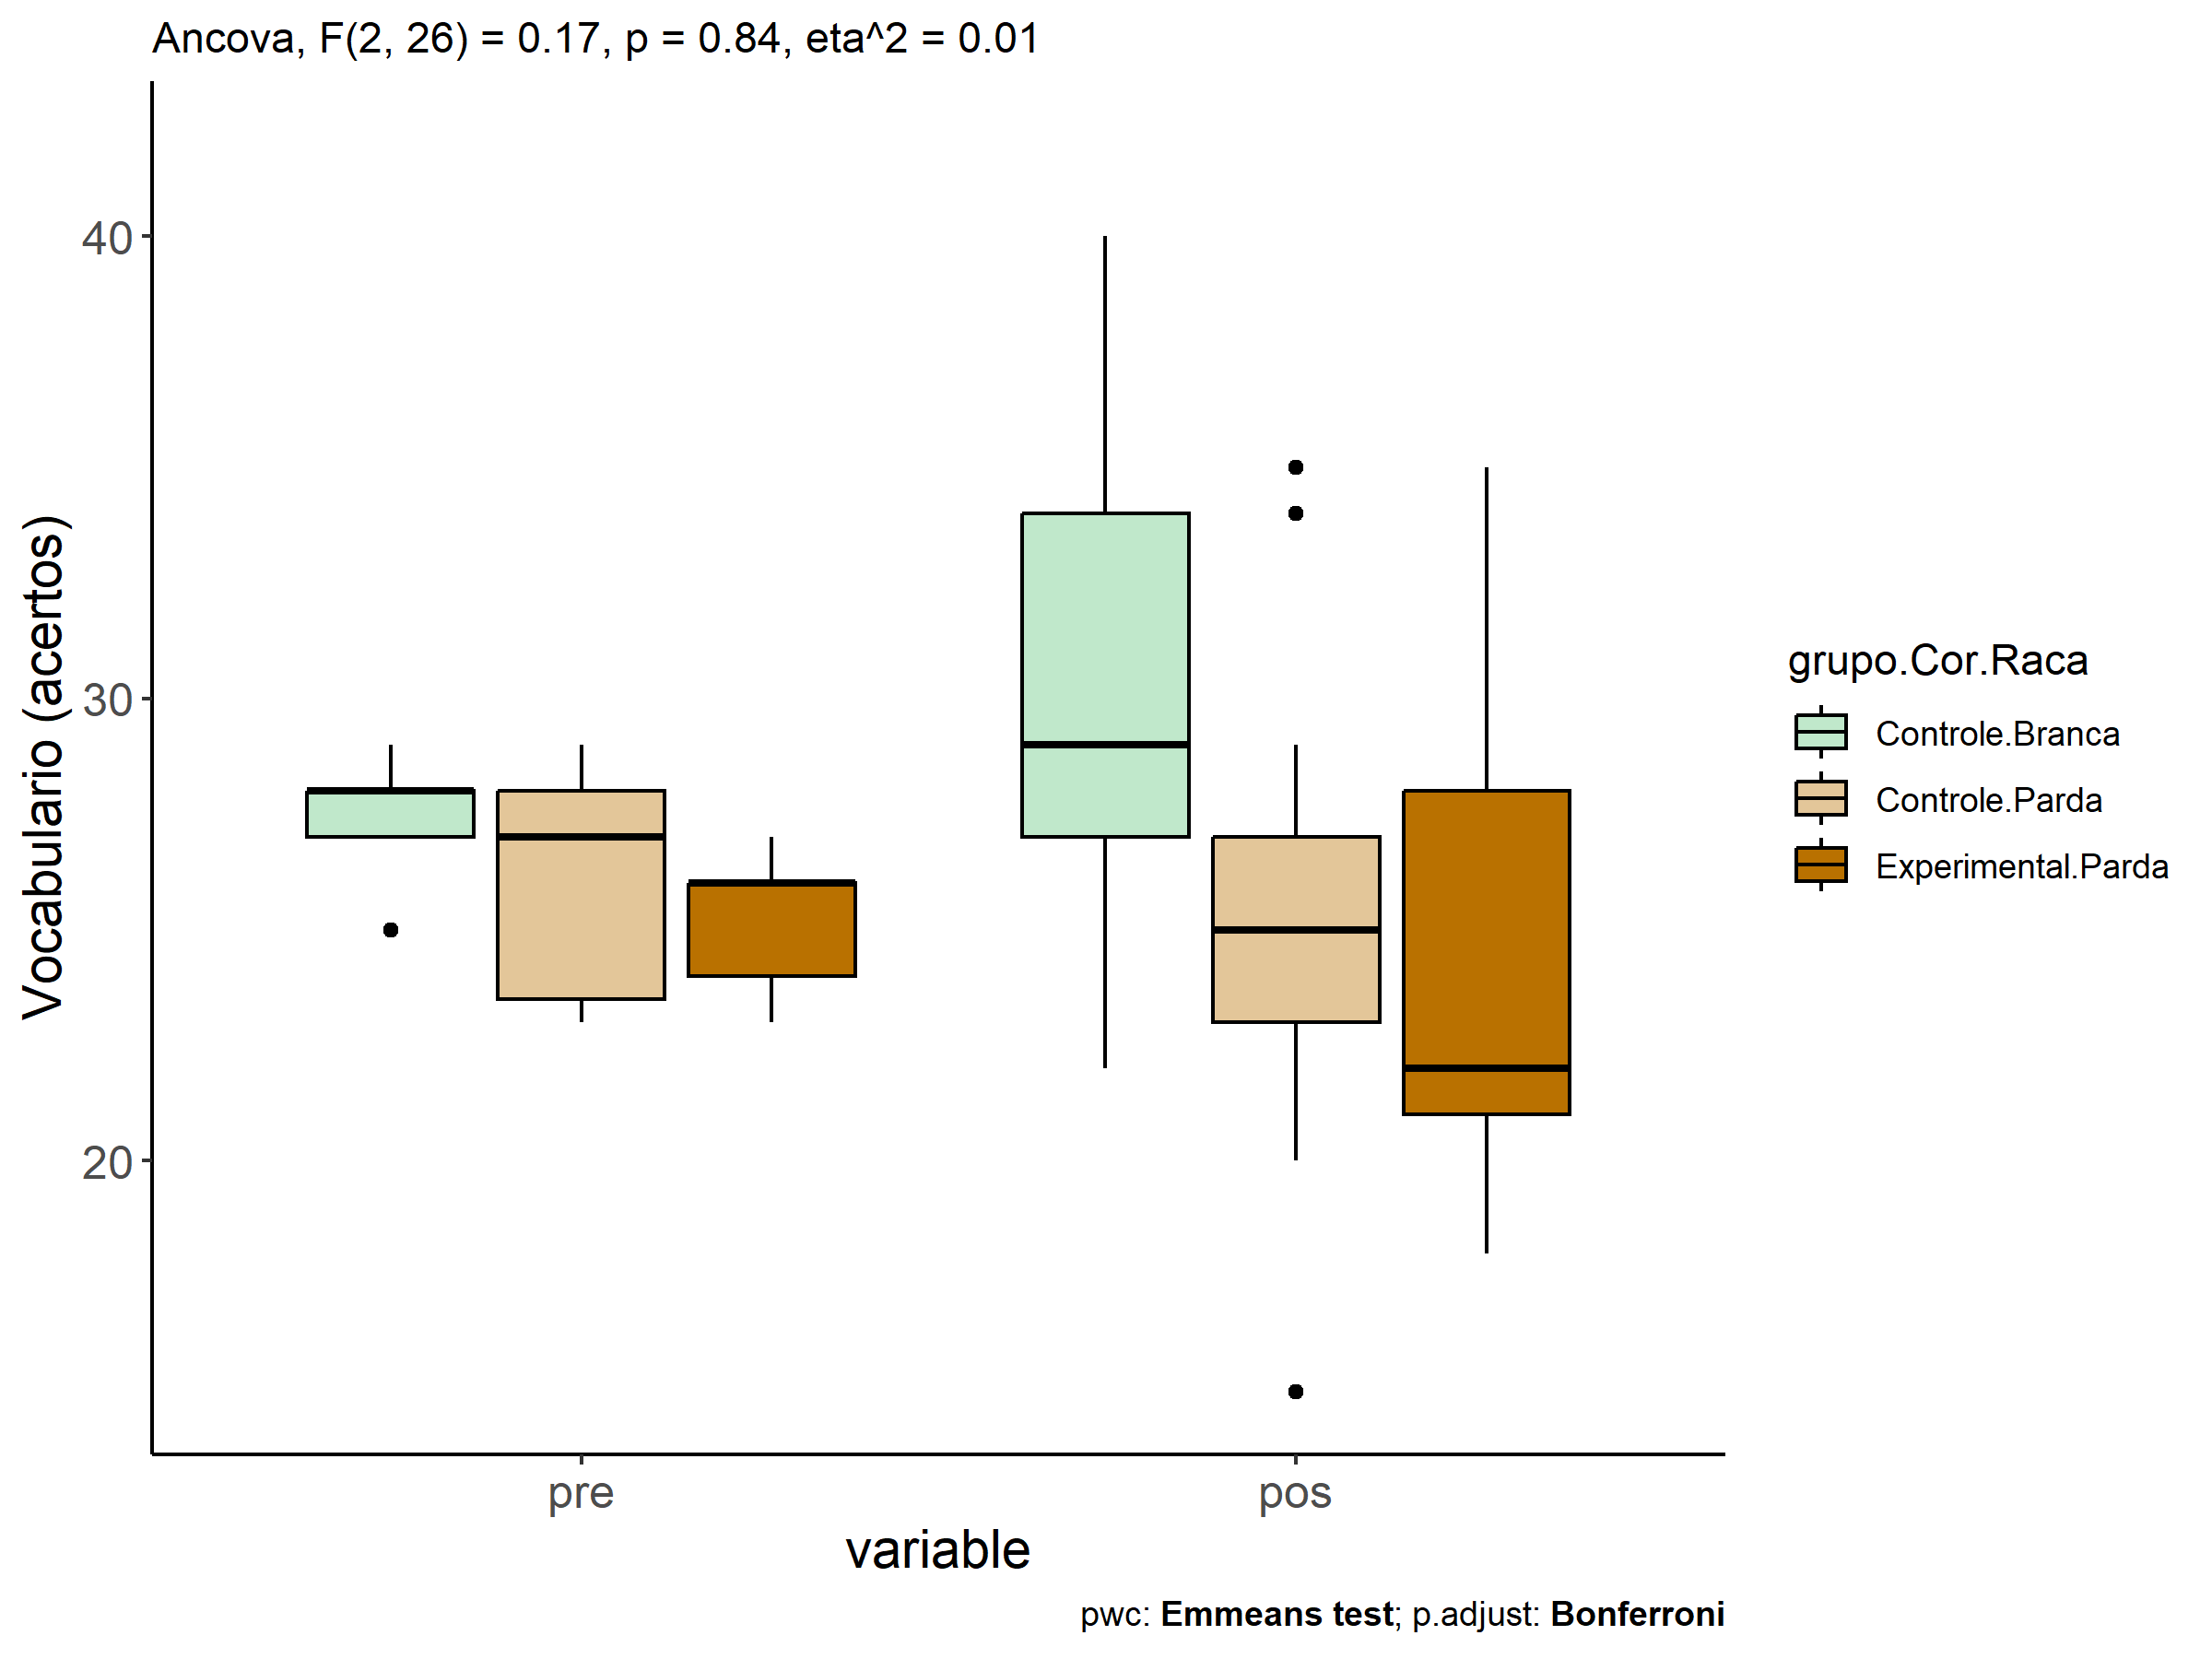 Ancova, F(2, 26) = 0.17, p = 0.84, eta^2 = 0.01
Vocabulario (acertos)
40
30
20
pre
pos
variable
grupo.Cor.Raca
Controle.Branca
Controle.Parda
Experimental.Parda
pwc: Emmeans test; p.adjust: Bonferroni